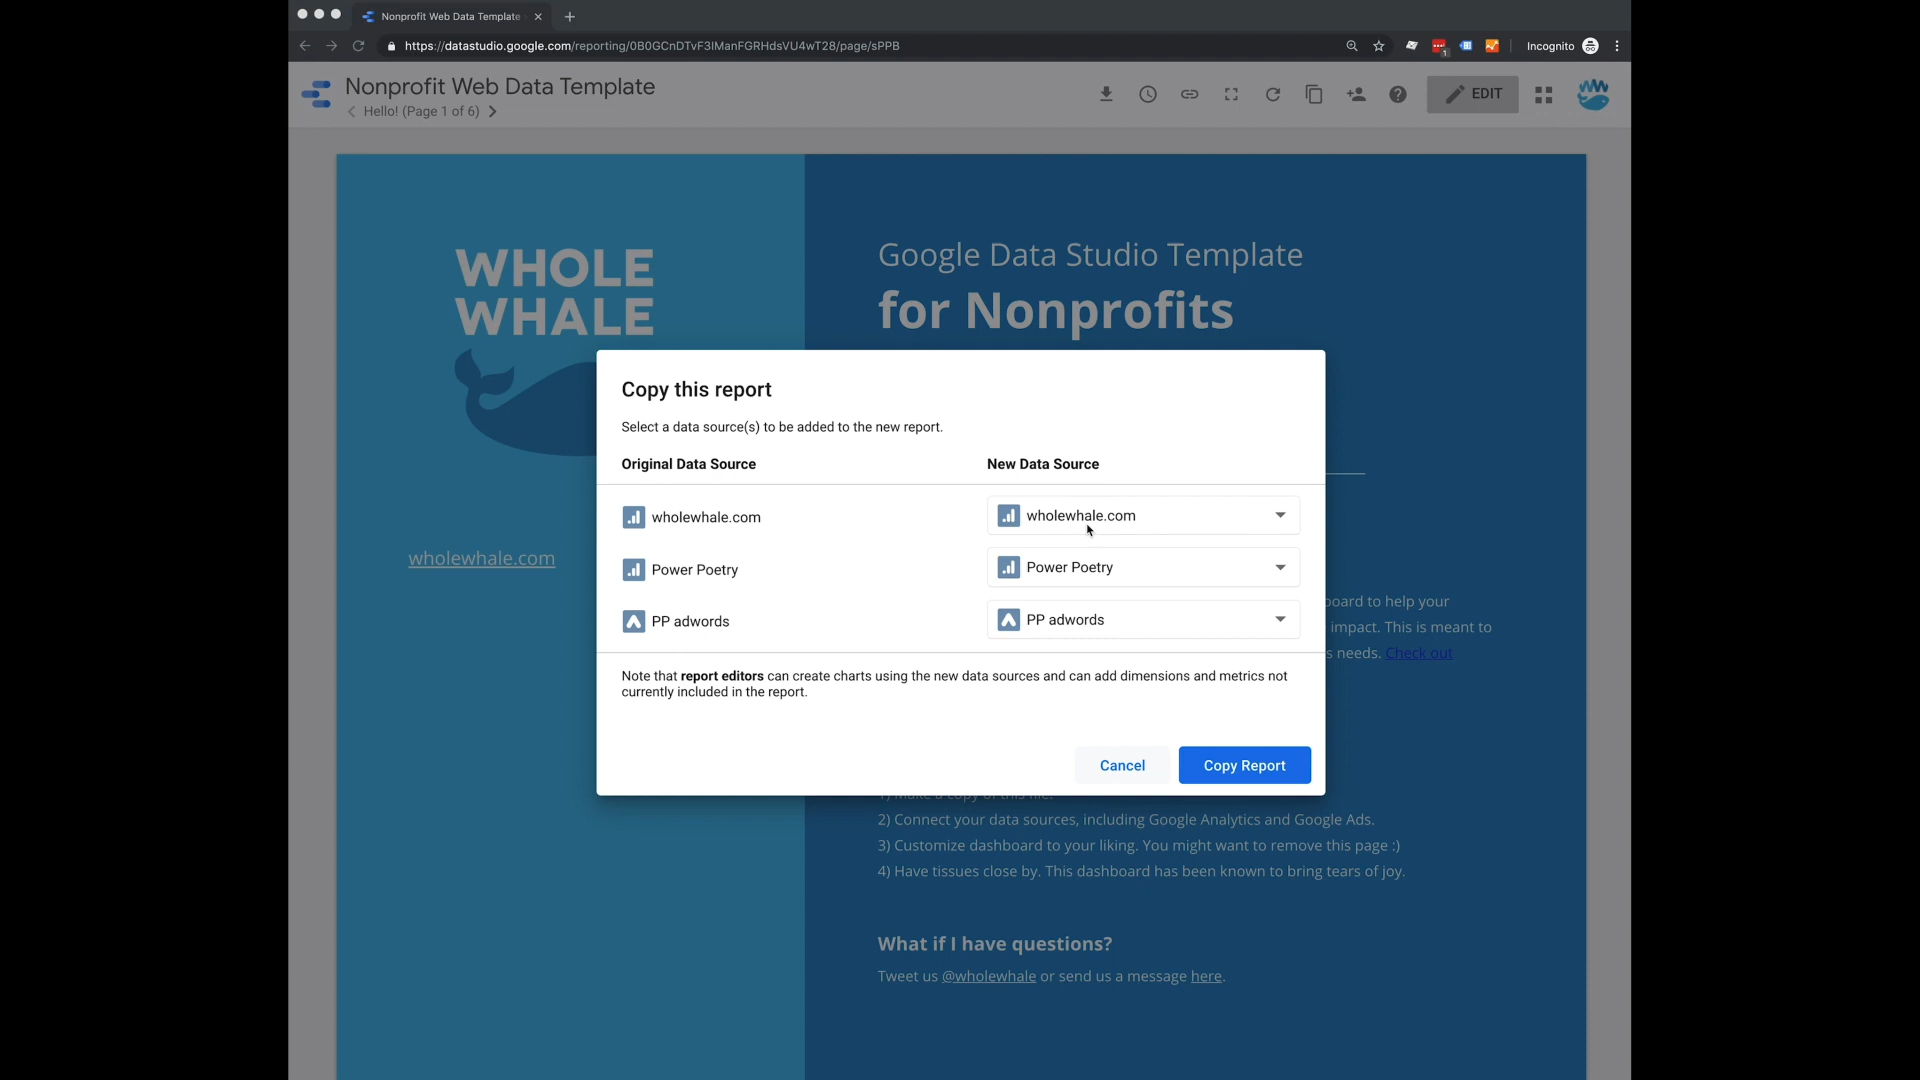 Nonprofit Web Data Template
https://datastudio.google.com/reporting/0B0GCnDTvF3IManFGRHdsVU4wT28/page/sPPB
1
Incognito
Nonprofit Web Data Template
Hello! (Page 1 of 6)
EDIT
WHOLE
WHALE
wholewhale.com
Google Data Studio Template
for Nonprofits
Copy this report
Select a data source(s) to be added to the new report.
Original Data Source New Data Source
wholewhale.com wholewhale.com
Power Poetry Power Poetry
PP adwords PP adwords
Note that report editors can create charts using the new data sources and can add dimensions and metrics not
currently included in the report.
Cancel Copy Report
to help your
impact. This is meant to
needs. Check out
1) Make a copy of this file.
2) Connect your data sources, including Google Analytics and Google Ads.
3) Customize dashboard to your liking. You might want to remove this page :)
4) Have tissues close by. This dashboard has been known to bring tears of joy.
What if I have questions?
Tweet us @wholewhale or send us a message here.